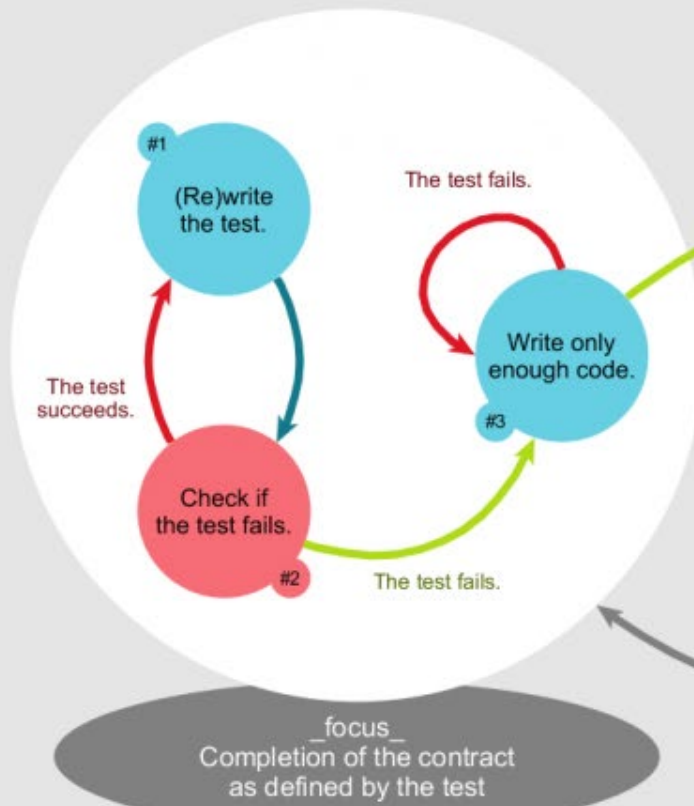 #1
(Re)write
the test.
The test fails.
Write only
enough code.
#3
The test
succeeds.
Check if
the test fails.
#2
The test fails.
_focus_
Completion of the contract
as defined by the test